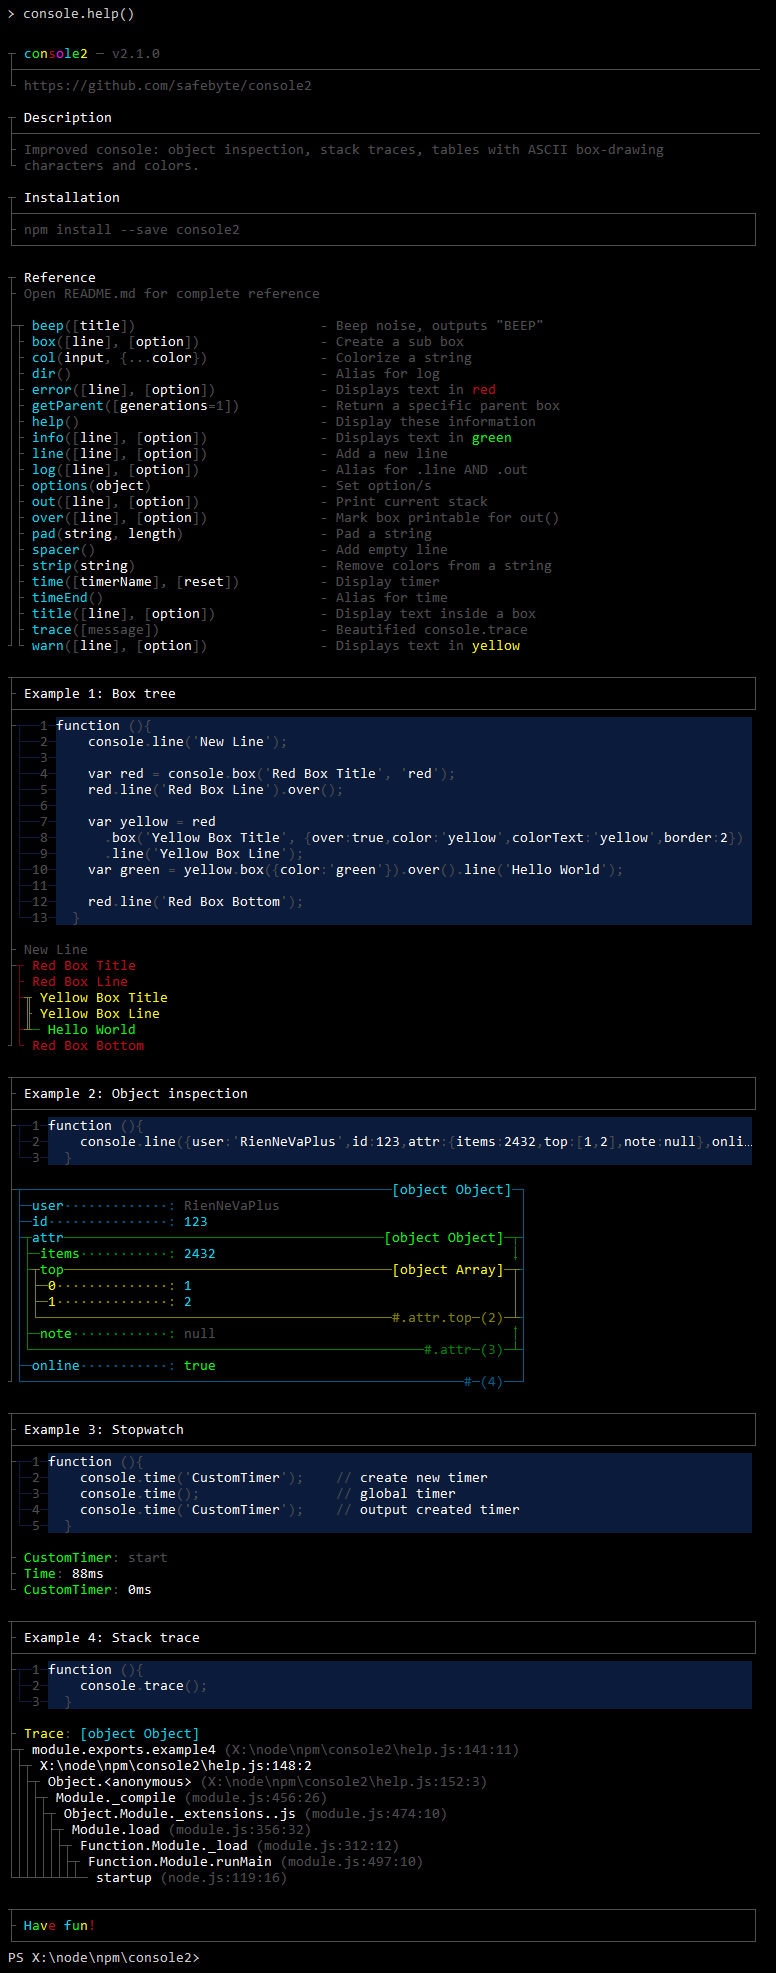 > console.help()
console2 — v2.1.0
https://github.com/safebyte/console2
Description
Improved console: object inspection, stack traces, tables with ASCII box-drawing
characters and colors.
Installation
npm install --save console2
Reference
Open README.md for complete reference
beep([title]) - Beep noise, outputs "BEEP"
box([line], [option]) - Create a sub box
col(input, {...color}) - Colorize a string
dir() - Alias for log
error([line], [option]) - Displays text in red
getParent([generations=1]) - Return a specific parent box
help() - Display these information
info([line], [option]) - Displays text in green
line([line], [option]) - Add a new line
log([line], [option]) - Alias for .line AND .out
options(object) - Set option/s
out([line], [option]) - Print current stack
over([line], [option]) - Mark box printable for out()
pad(string, length) - Pad a string
spacer() - Add empty line
strip(string) - Remove colors from a string
time([timerName], [reset]) - Display timer
timeEnd() - Alias for time
title([line], [option]) - Display text inside a box
trace([message]) - Beautified console.trace
warn([line], [option]) - Displays text in yellow
Example 1: Box tree
1 function (){
2 console.line('New Line');
3
4 var red = console.box('Red Box Title', 'red');
5 red.line('Red Box Line').over();
6
7 var yellow = red
8 .box('Yellow Box Title', {over:true,color:'yellow',colorText:'yellow',border:2})
9 .line('Yellow Box Line');
10 var green = yellow.box({color:'green'}).over().line('Hello World');
11
12 red.line('Red Box Bottom');
13 }
New Line
Red Box Title
Red Box Line
Yellow Box Title
Yellow Box Line
Hello World
Red Box Bottom
Example 2: Object inspection
1 function (){
2 console.line({user:'RienNeVaPlus',id:123,attr:{items:2432,top:[1,2],note:null},onli…
3 }
[object Object]
user·············: RienNeVaPlus
id···············: 123
attr [object Object]
items···········: 2432
top [object Array]
0··············: 1
1··············: 2
#.attr.top (2)
note············: null
#.attr (3)
online···········: true
# (4)
Example 3: Stopwatch
1 function (){
2 console.time('CustomTimer'); // create new timer
3 console.time(); // global timer
4 console.time('CustomTimer'); // output created timer
5 }
CustomTimer: start
Time: 88ms
CustomTimer: 0ms
Example 4: Stack trace
1 function (){
2 console.trace();
3 }
Trace: [object Object]
module.exports.example4 (X:\node\npm\console2\help.js:141:11)
X:\node\npm\console2\help.js:148:2
Object.<anonymous> (X:\node\npm\console2\help.js:152:3)
Module._compile (module.js:456:26)
Object.Module._extensions..js (module.js:474:10)
Module.load (module.js:356:32)
Function.Module._load (module.js:312:12)
Function.Module.runMain (module.js:497:10)
startup (node.js:119:16)
Have fun!
PS X:\node\npm\console2>